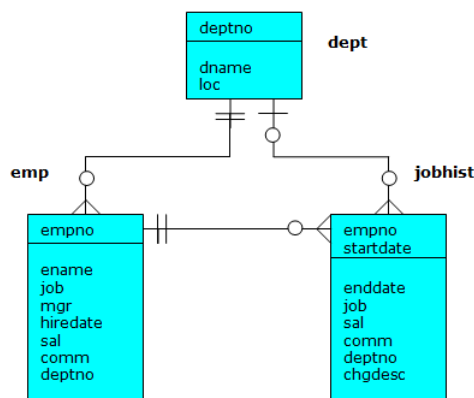 deptno
dept
dname
loc
emp
jobhist
empno
ename
job
mgr
hiredate
sal
comm
deptno
empno
startdate
enddate
job
sal
comm
deptno
chgdesc